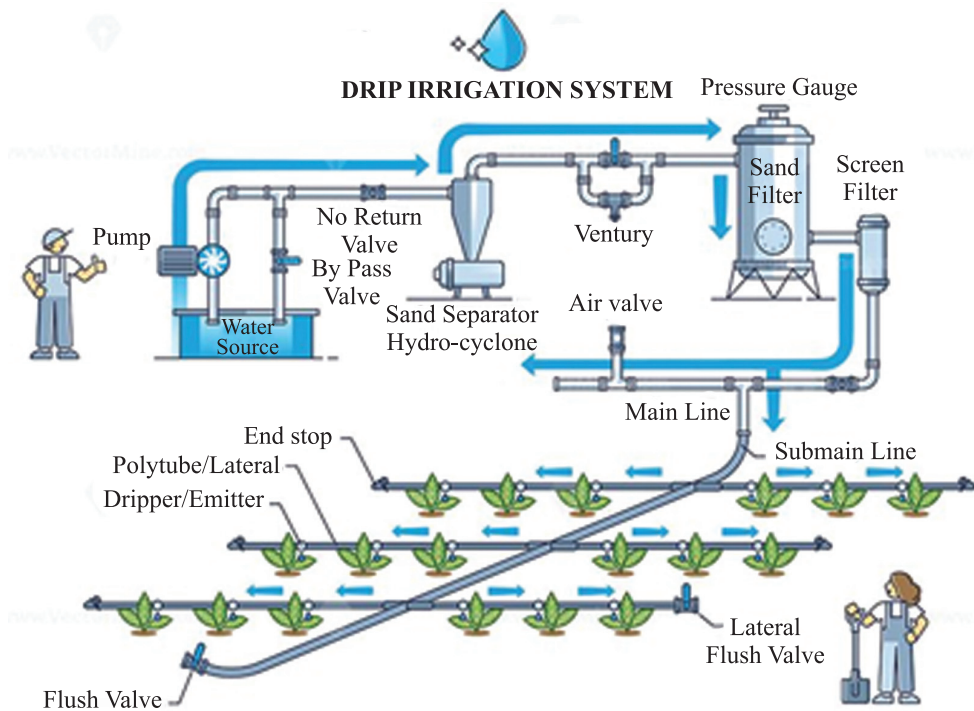 DRIP IRRIGATION SYSTEM
Pressure Gauge
Sand
Filter
Screen
Filter
Pump
No Return
Valve
By Pass
Valve
Ventury
Water
Source
Sand Separator
Hydro-cyclone
Air valve
Main Line
Submain Line
End stop
Polytube/Lateral
Dripper/Emitter
Lateral
Flush Valve
Flush Valve